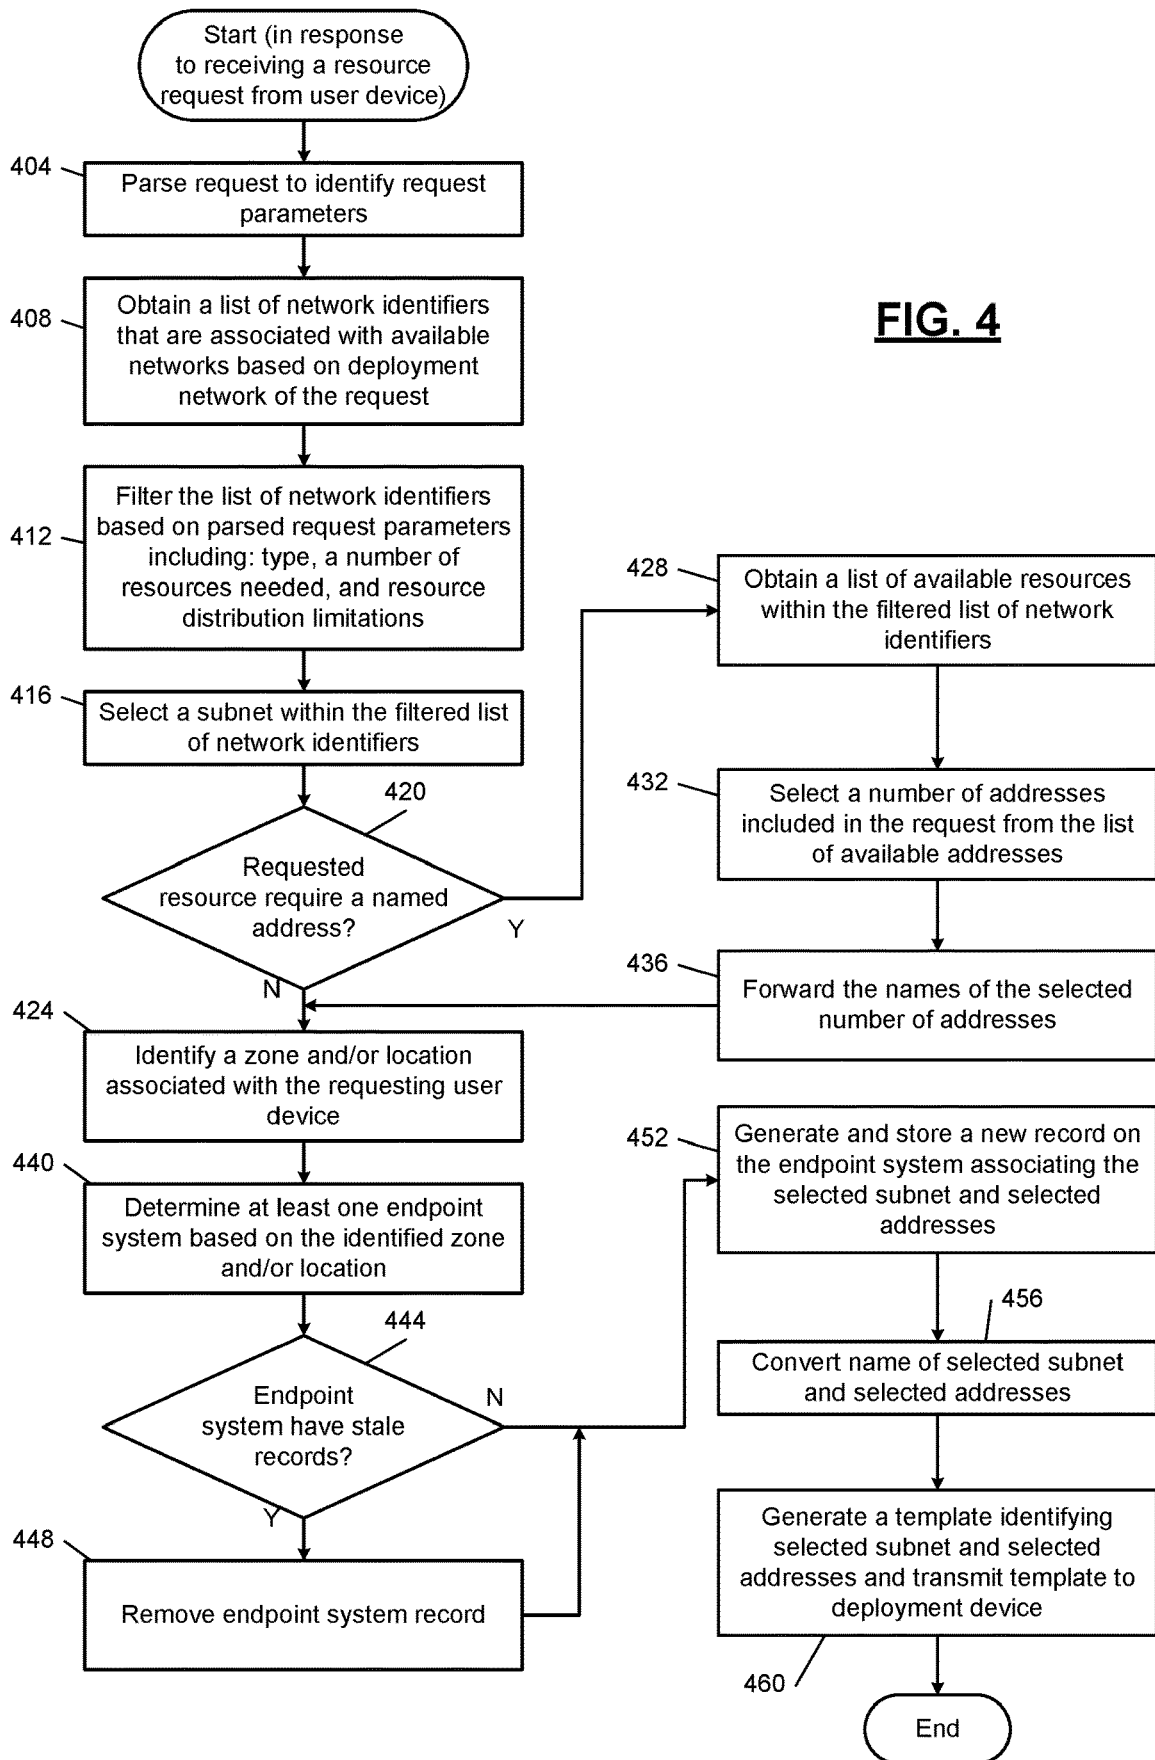 Start (in response
to receiving a resource
request from user device)
404
Parse request to identify request
parameters
408
Obtain a list of network identifiers
that are associated with available
networks based on deployment
network of the request
FIG. 4
412
Filter the list of network identifiers
based on parsed request parameters
including: type, a number of
resources needed, and resource
distribution limitations
416
Select a subnet within the filtered list
of network identifiers
420
Requested
resource require a named
address?
Y
N
428
Obtain a list of available resources
within the filtered list of network
identifiers
432
Select a number of addresses
included in the request from the list
of available addresses
436
Forward the names of the selected
number of addresses
424
Identify a zone and/or location
associated with the requesting user
device
440
Determine at least one endpoint
system based on the identified zone
and/or location
444
Endpoint
system have stale
records?
N
Y
448
Remove endpoint system record
452
Generate and store a new record on
the endpoint system associating the
selected subnet and selected
addresses
456
Convert name of selected subnet
and selected addresses
Generate a template identifying
selected subnet and selected
addresses and transmit template to
deployment device
460
End